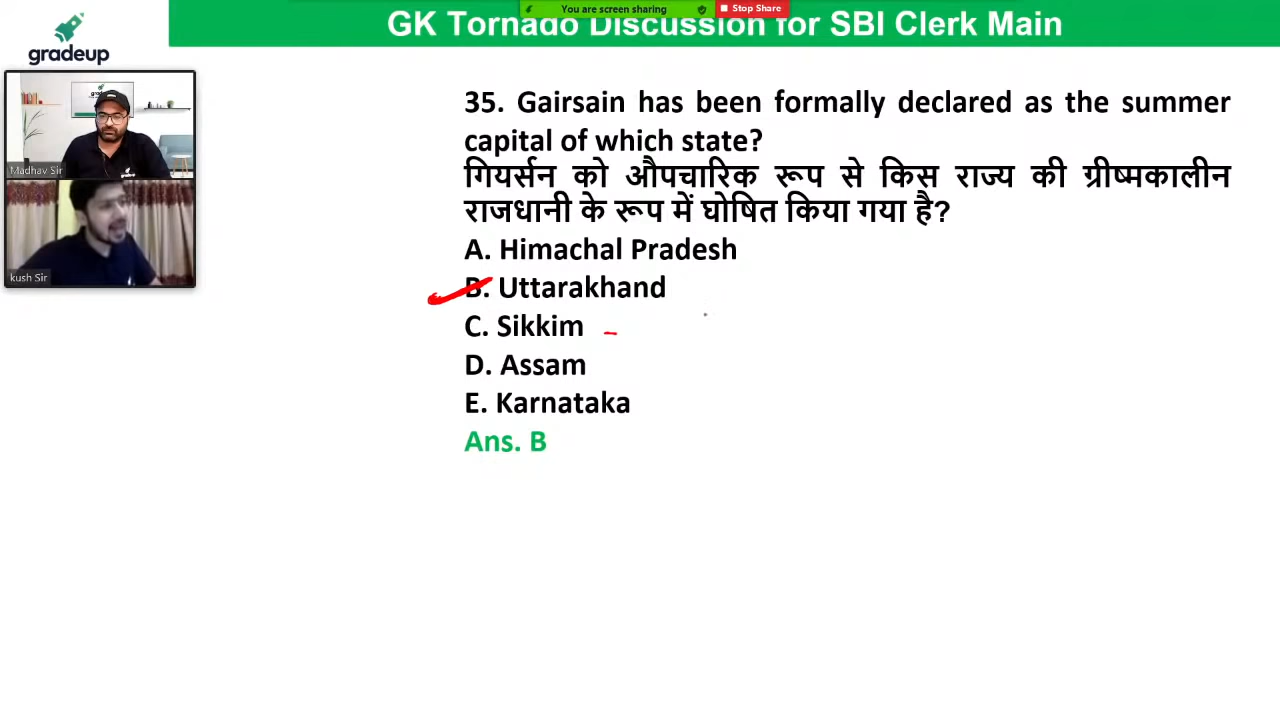 GK Tornado Discussion for SBI Clerk Main
You are screen sharing
Stop Share
gradeup
Madhav Sir
kush Sir
35. Gairsain has been formally declared as the summer
capital of which state?
गियर्सन को औपचारिक रूप से किस राज्य की ग्रीष्मकालीन
राजधानी के रूप में घोषित किया गया है?
A. Himachal Pradesh
B. Uttarakhand
C. Sikkim
D. Assam
E. Karnataka
Ans. B